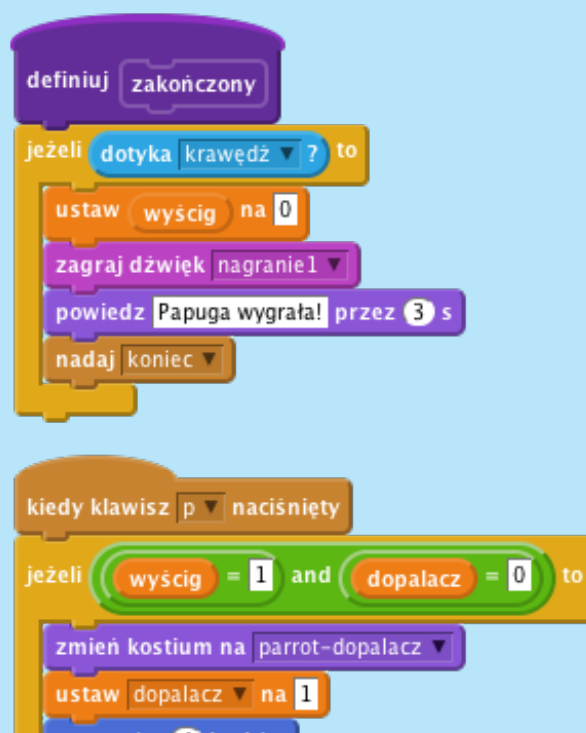 definiuj zakończony
jeżeli dotyka krawędź ▼ ? to
ustaw wyścig na 0
zagraj dźwięk nagranie1 ▼
powiedz Papuga wygrała! przez 3 s
nadaj koniec ▼
kiedy klawisz p ▼ naciśnięty
jeżeli wyścig = 1 and dopalacz = 0 to
zmień kostium na parrot-dopalacz ▼
ustaw dopalacz ▼ na 1